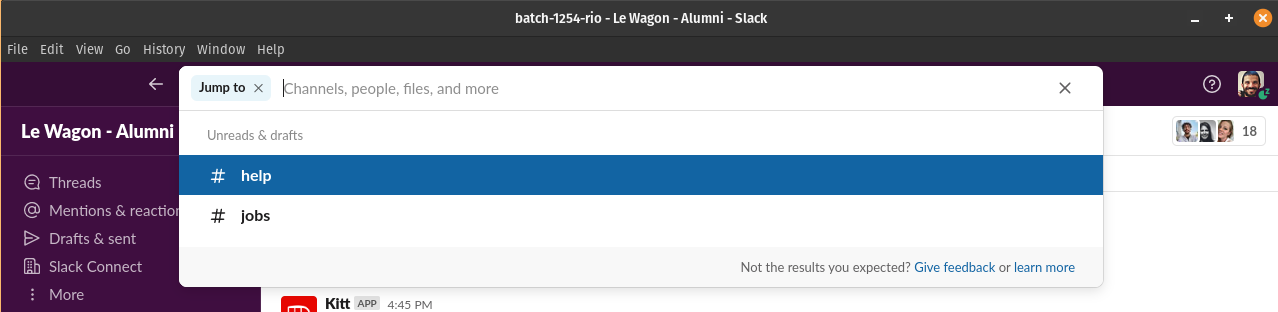 batch-1254-rio - Le Wagon - Alumni - Slack
File Edit View Go History Window Help
Jump to Channels, people, files, and more
Le Wagon - Alumni
18
Unreads & drafts
# help
# jobs
Threads
Mentions & reaction
Drafts & sent
Slack Connect
More
Not the results you expected? Give feedback or learn more
Kitt APP 4:45 PM